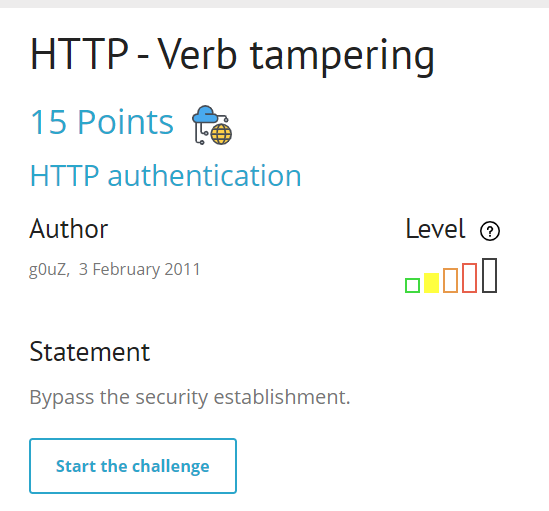 HTTP - Verb tampering
15 Points
HTTP authentication
Author
Level ?
g0uZ, 3 February 2011
Statement
Bypass the security establishment.
Start the challenge